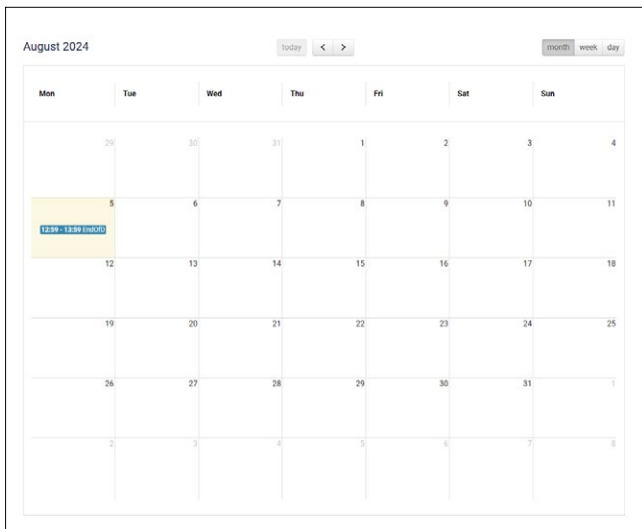 August 2024 today < > month week day
Mon Tue Wed Thu Fri Sat Sun
29 30 31 1 2 3 4
5 6 7 8 9 10 11
12:59 - 13:59 EndOfD
12 13 14 15 16 17 18
19 20 21 22 23 24 25
26 27 28 29 30 31 1
2 3 4 5 6 7 8